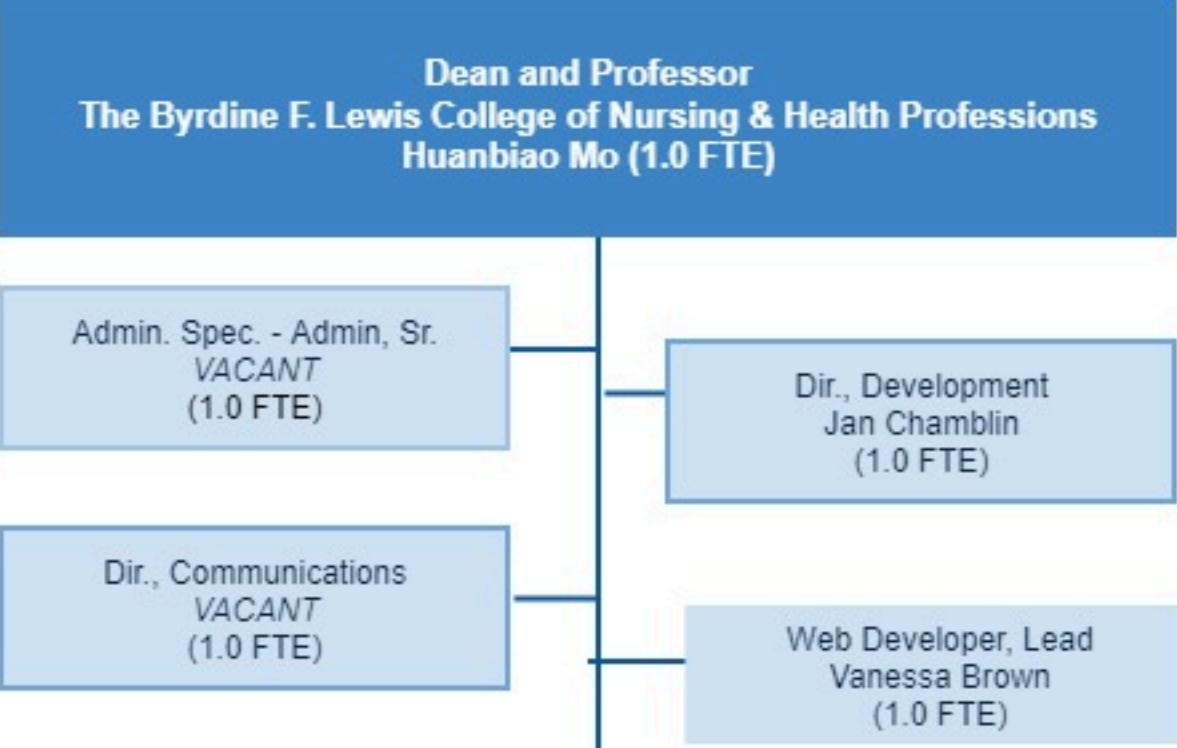 Dean and Professor
The Byrdine F. Lewis College of Nursing & Health Professions
Huanbiao Mo (1.0 FTE)
Admin. Spec. - Admin, Sr.
VACANT
(1.0 FTE)
Dir., Development
Jan Chamblin
(1.0 FTE)
Dir., Communications
VACANT
(1.0 FTE)
Web Developer, Lead
Vanessa Brown
(1.0 FTE)